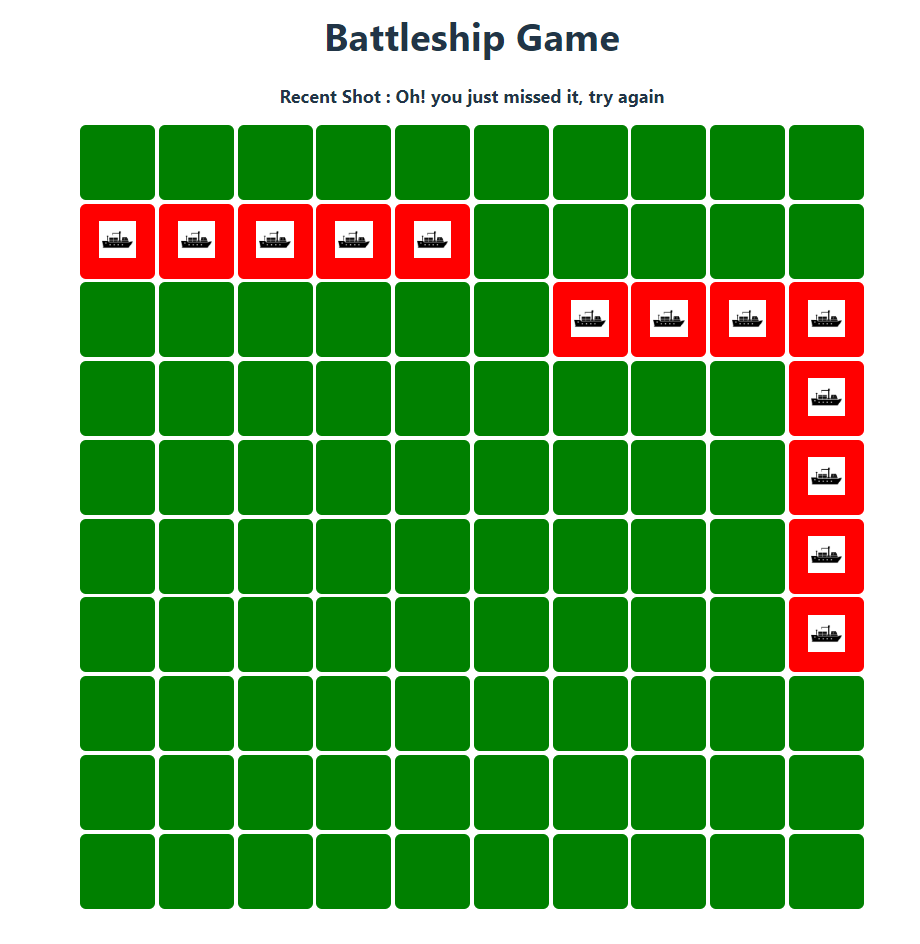 Battleship Game
Recent Shot : Oh! you just missed it, try again